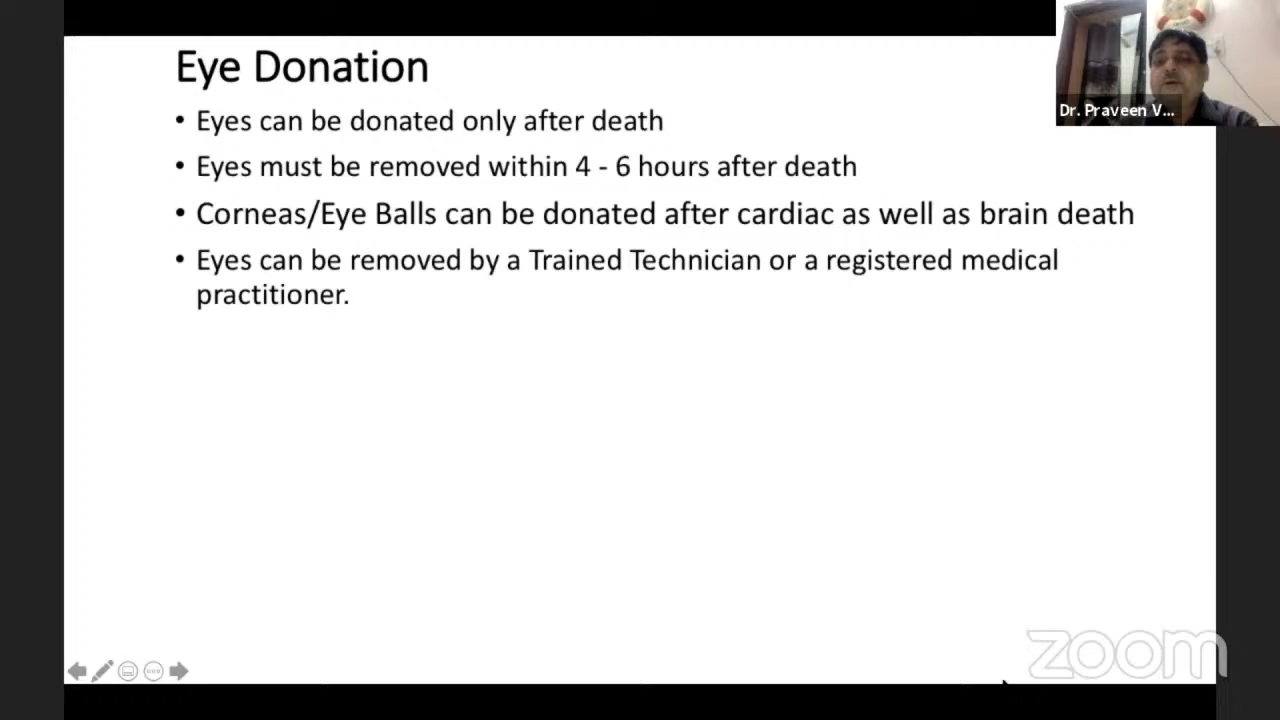 Eye Donation
• Eyes can be donated only after death
• Eyes must be removed within 4 - 6 hours after death
• Corneas/Eye Balls can be donated after cardiac as well as brain death
• Eyes can be removed by a Trained Technician or a registered medical
practitioner.
Dr. Praveen V...
zoom